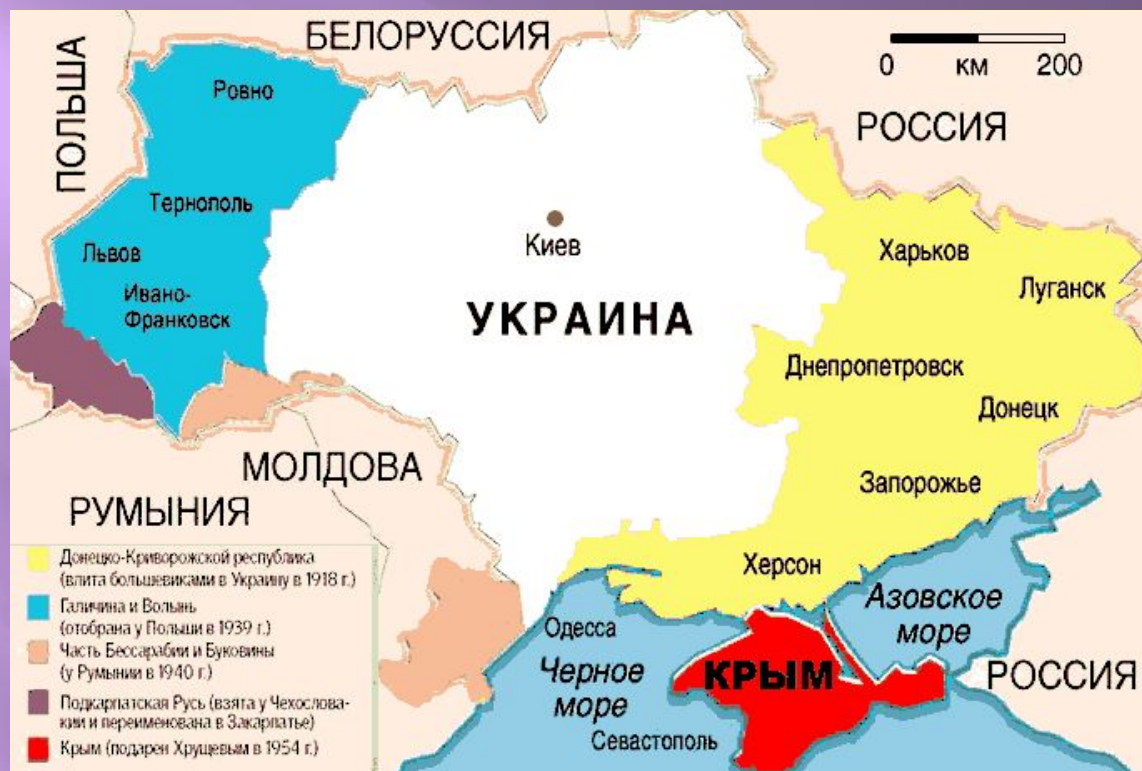 БЕЛОРУССИЯ
ПОЛЬША
0 км 200
РОССИЯ
Ровно
Тернополь
Львов
Ивано-
Франковск
Киев
УКРАИНА
Харьков
Луганск
Днепропетровск
Донецк
Запорожье
Херсон
МОЛДОВА
РУМЫНИЯ
Одесса
Черное
море
Азовское
море
КРЫМ
Севастополь
РОССИЯ
Донецко-Криворожской республика
(влита большевиками в Украину в 1918 г.)
Галичина и Волынь
(отобрана у Польши в 1939 г.)
Часть Бессарабии и Буковины
(у Румынии в 1940 г.)
Подкарпатская Русь (взята у Чехослова-
кии и переименована в Закарпатье)
Крым (подарен Хрущевым в 1954 г.)